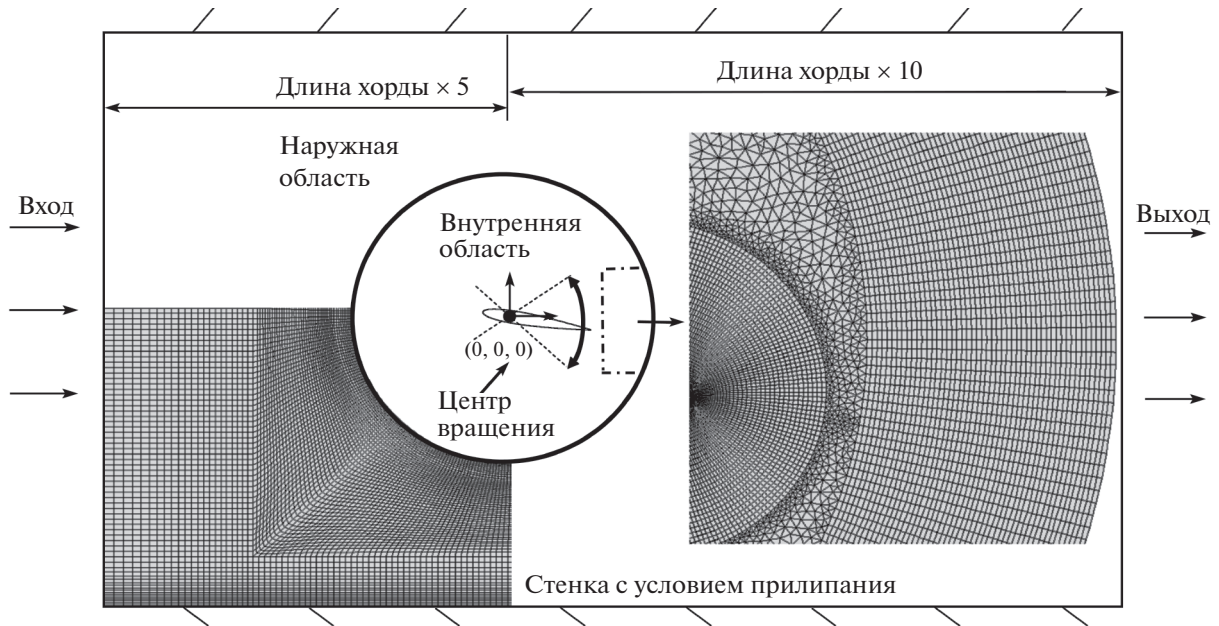 Длина хорды × 5
Длина хорды × 10
Наружная
область
Вход
Внутренняя
область
Выход
(0, 0, 0)
Центр
вращения
Стенка с условием прилипания